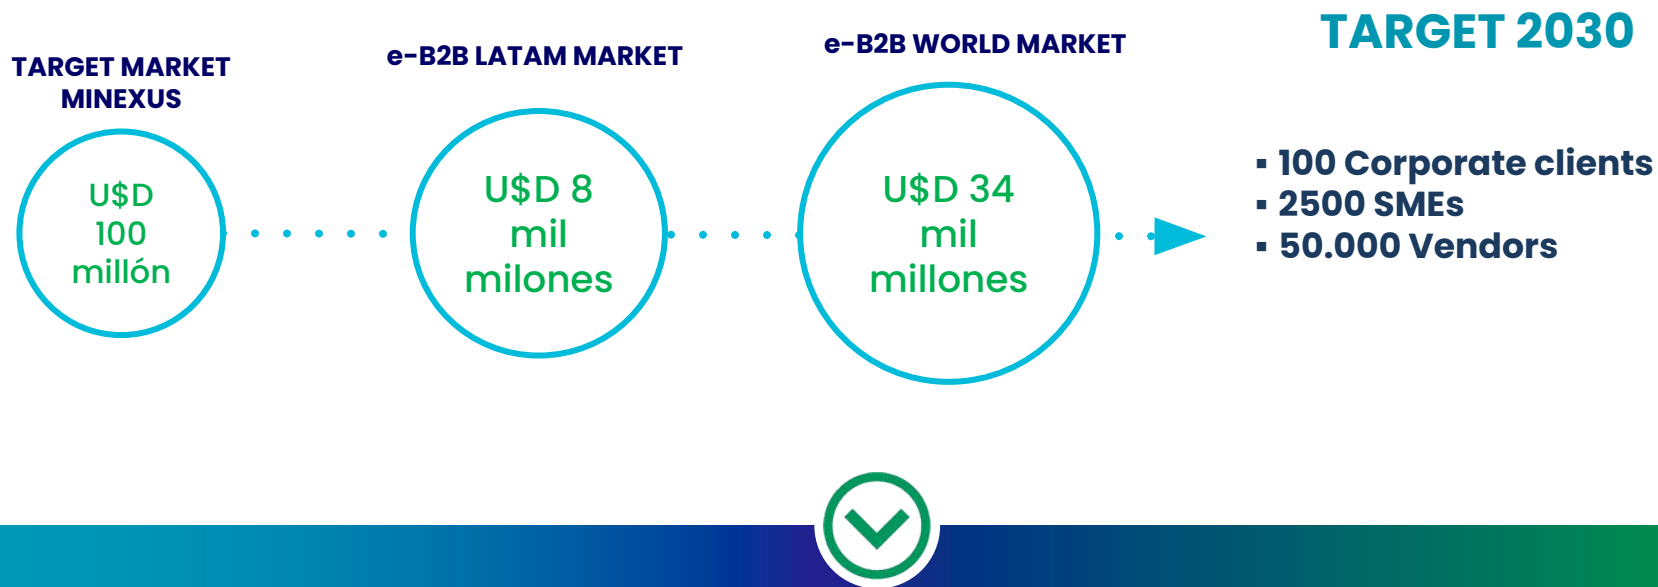 TARGET MARKET
MINEXUS
U$D
100
millón
e-B2B LATAM MARKET
U$D 8
mil
milones
e-B2B WORLD MARKET
U$D 34
mil
millones
TARGET 2030
▪ 100 Corporate clients
▪ 2500 SMEs
▪ 50.000 Vendors